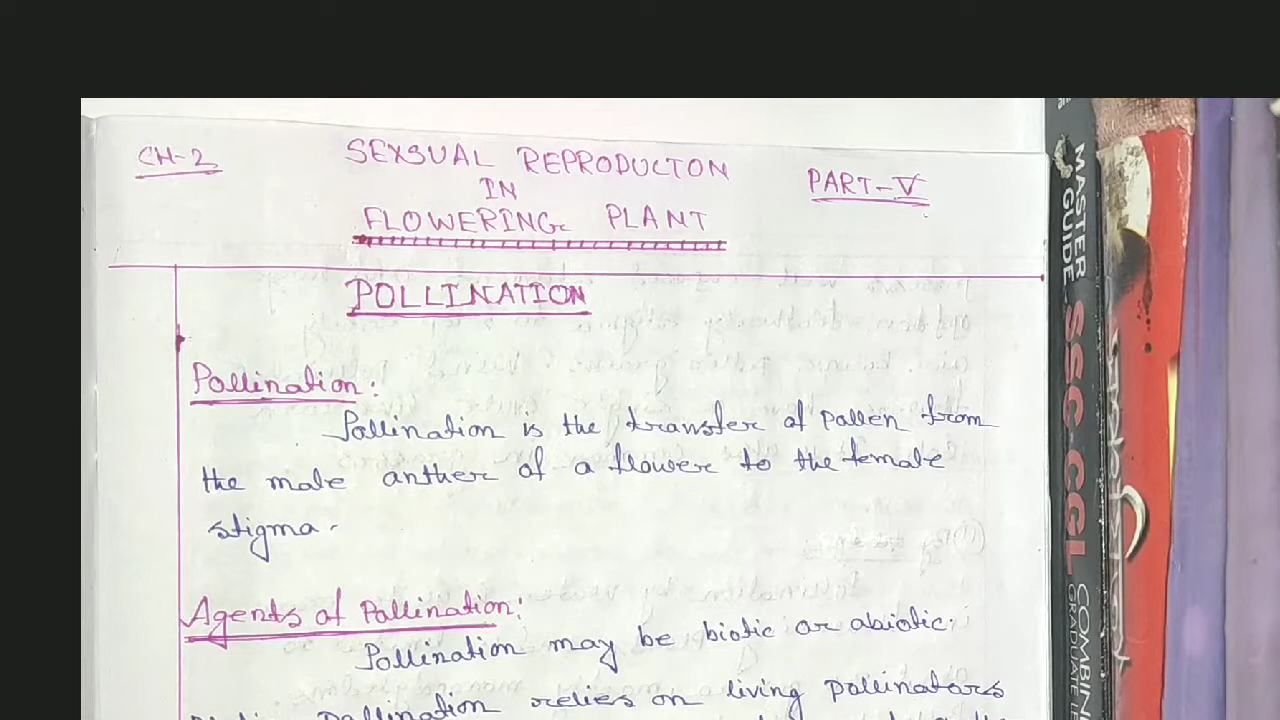 CH-2
SEXSUAL REPRODUCTON
IN
FLOWERING PLANT
PART-V
POLLINATION
Pollination:
Pollination is the transfer of pollen from
the male anther of a flower to the female
stigma.
Agents of Pollination:
Pollination may be biotic or abiotic.
Pollination relies on living pollinators
MASTER
GUIDE
SSC-CGL
COMBINE
GRADUATE